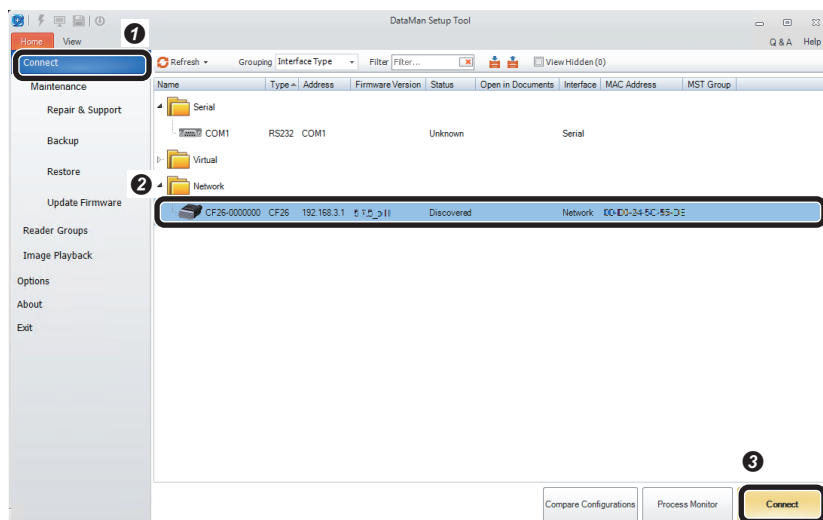 DataMan Setup Tool
1
Home View
Q & A Help
Connect
Refresh Grouping Interface Type Filter Filter... View Hidden (0)
Maintenance
Name Type Address Firmware Version Status Open in Documents Interface MAC Address MST Group
Repair & Support
Serial
COM1 RS232 COM1 Unknown Serial
Backup
Virtual
Restore
2
Network
Update Firmware
CF26-0000000 CF26 192.168.3.1 Discovered Network
Reader Groups
Image Playback
Options
About
Exit
3
Compare Configurations Process Monitor Connect